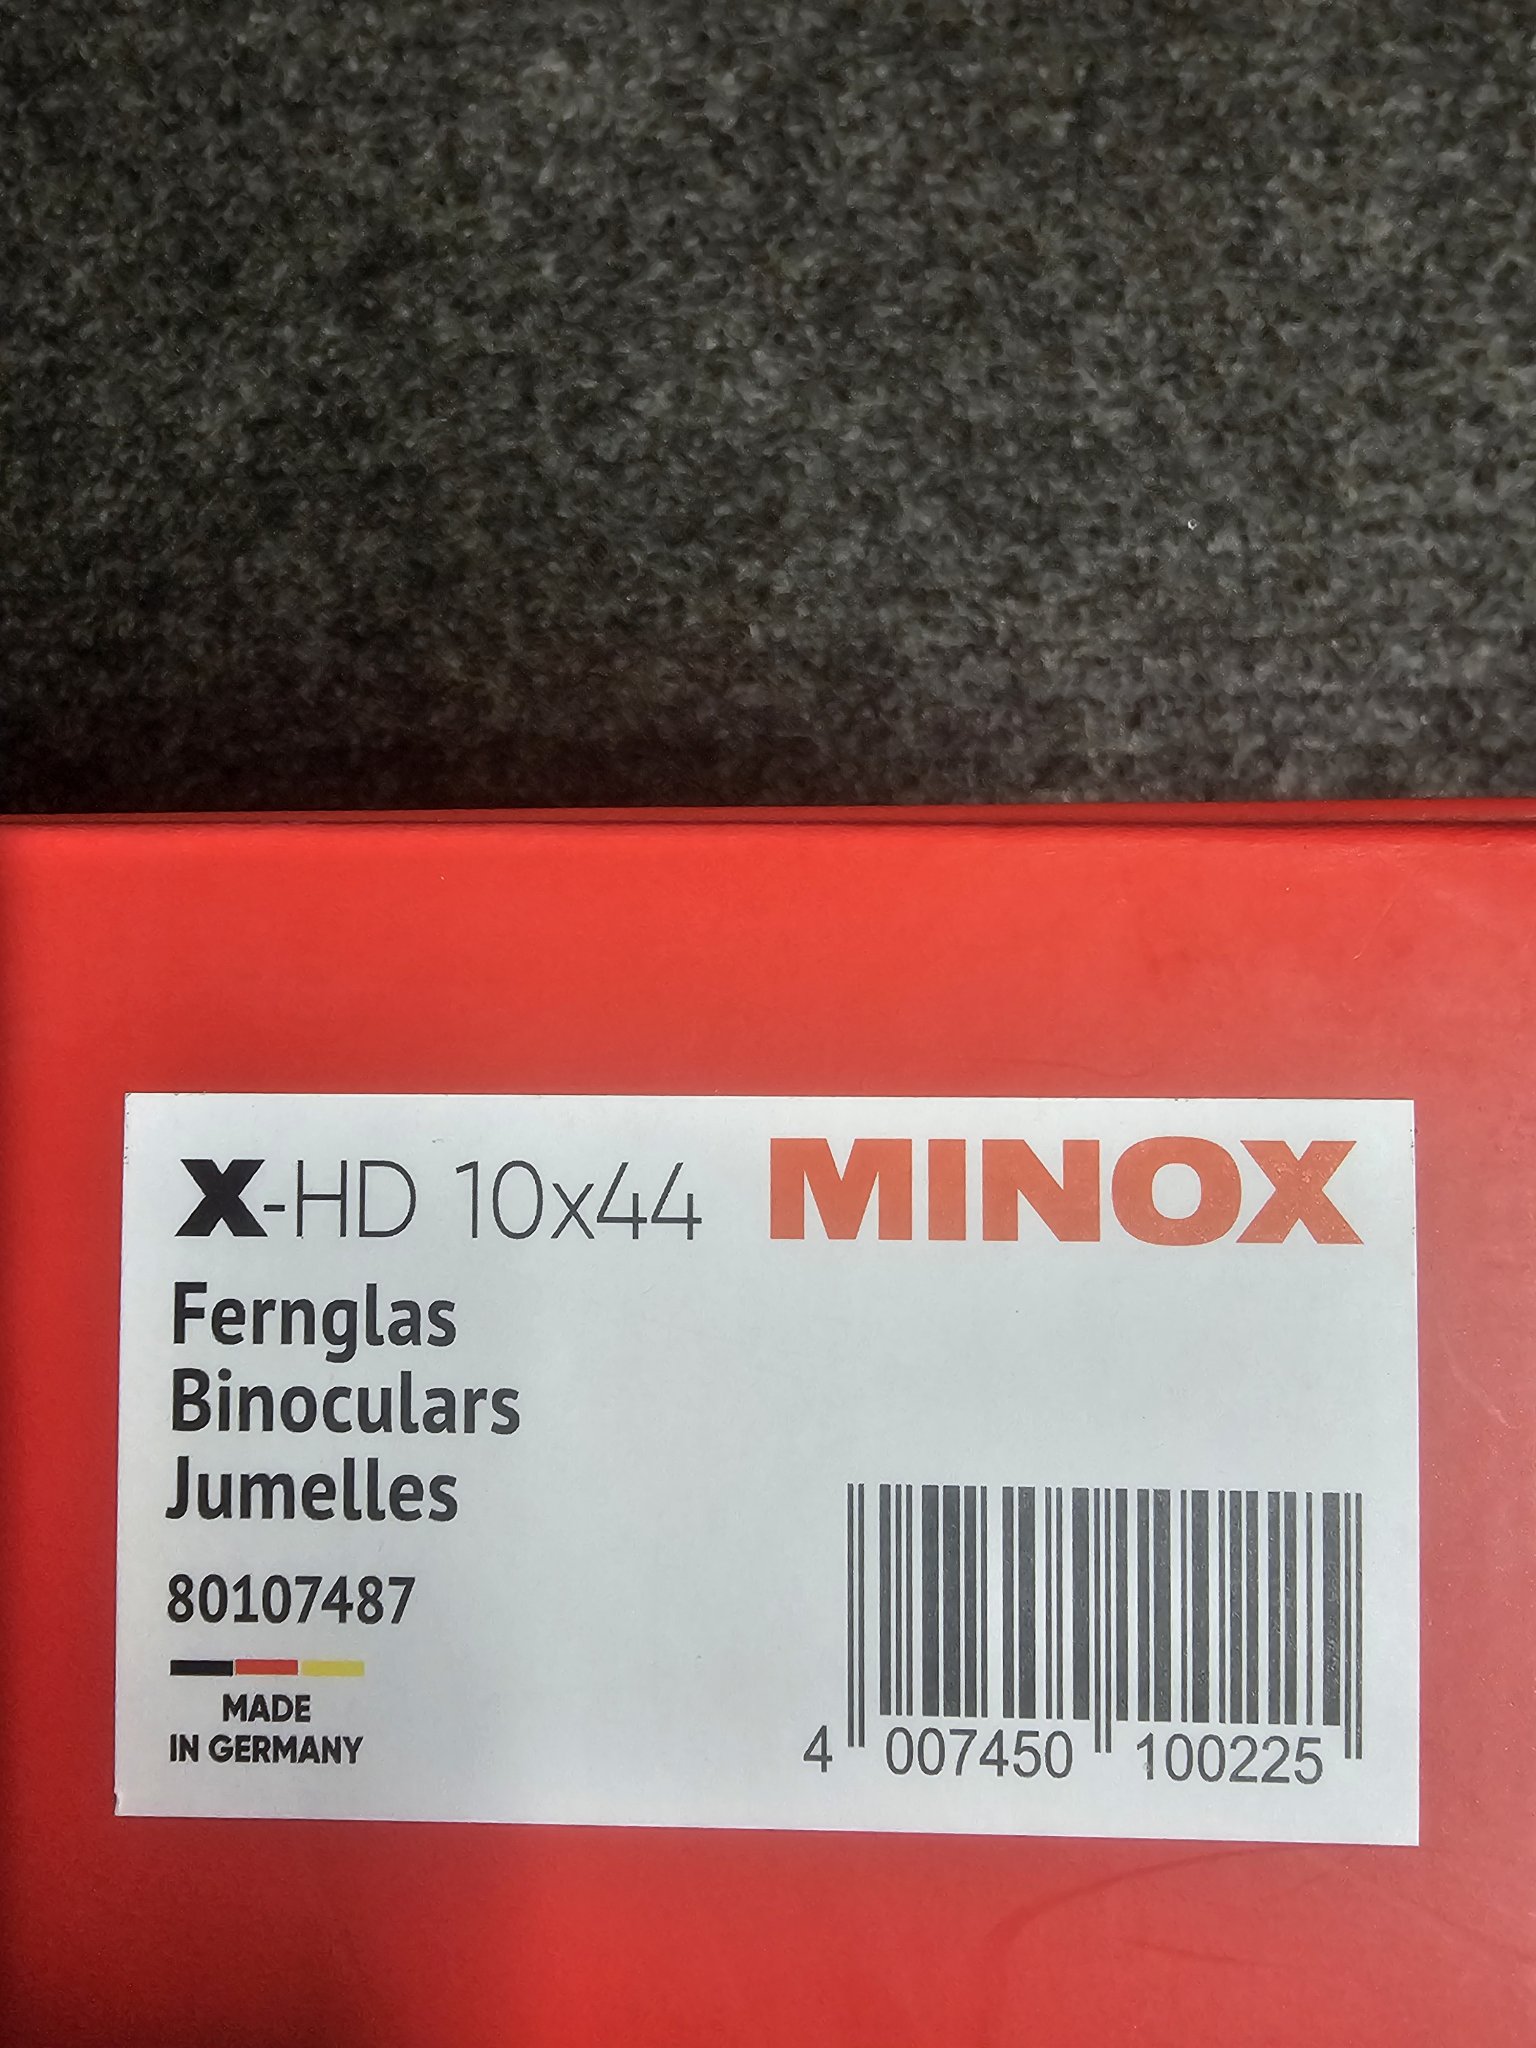 X-HD 10x44 MINOX
Fernglas
Binoculars
Jumelles
80107487
MADE
IN GERMANY
4 007450 100225